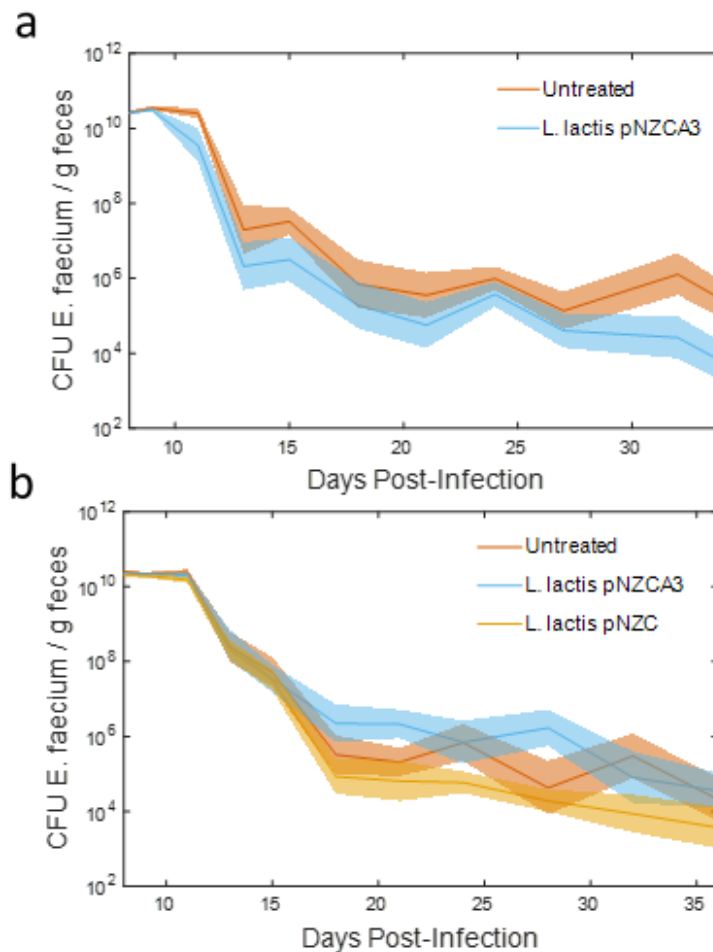 a
10^12
10^10
10^8
10^6
10^4
10^2
CFU E. faecium / g feces
Untreated
L. lactis pNZCA3
10 15 20 25 30
Days Post-Infection
b
10^12
10^10
10^8
10^6
10^4
10^2
CFU E. faecium / g feces
Untreated
L. lactis pNZCA3
L. lactis pNZC
10 15 20 25 30 35
Days Post-Infection